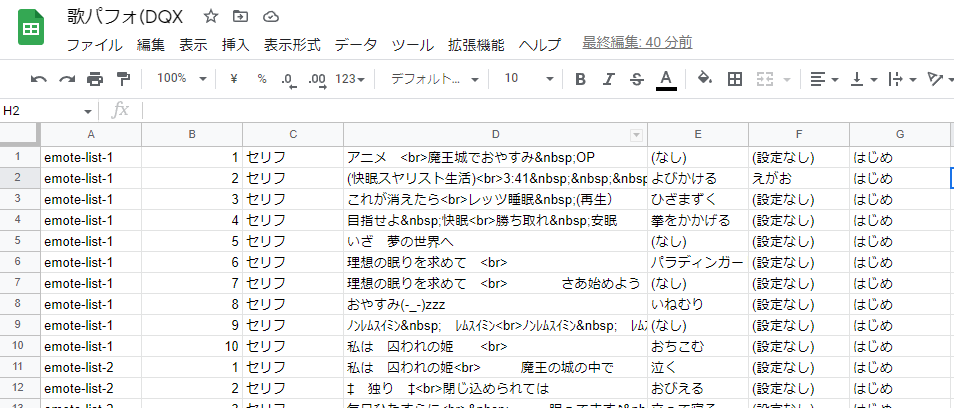 歌パフォ(DQX
ファイル 編集 表示 挿入 表示形式 データ ツール 拡張機能 ヘルプ 最終編集: 40 分前
100% ¥ % .0 .00 123 デフォルト... 10 B I S A
H2 fx
A B C D E F G
1 emote-list-1 1 セリフ アニメ　<br>魔王城でおやすみ&nbsp;OP (なし) (設定なし) はじめ
2 emote-list-1 2 セリフ (快眠スヤリスト生活)<br>3:41&nbsp;&nbsp;&nbsp よびかける えがお はじめ
3 emote-list-1 3 セリフ これが消えたら<br>レッツ睡眠&nbsp;(再生） ひざまずく (設定なし) はじめ
4 emote-list-1 4 セリフ 目指せよ&nbsp;快眠<br>勝ち取れ&nbsp;安眠 拳をかかげる (設定なし) はじめ
5 emote-list-1 5 セリフ いざ　夢の世界へ (なし) (設定なし) はじめ
6 emote-list-1 6 セリフ 理想の眠りを求めて　<br> パラディンガー (設定なし) はじめ
7 emote-list-1 7 セリフ 理想の眠りを求めて　<br>　　　　さあ始めよう (なし) (設定なし) はじめ
8 emote-list-1 8 セリフ おやすみ(-_-)zzz いねむり (設定なし) はじめ
9 emote-list-1 9 セリフ ﾉﾝﾚﾑｽｲﾐﾝ&nbsp;　ﾚﾑｽｲﾐﾝ<br>ﾉﾝﾚﾑｽｲﾐﾝ&nbsp;　ﾚﾑｽ (なし) (設定なし) はじめ
10 emote-list-1 10 セリフ 私は　囚われの姫　　<br> おちこむ (設定なし) はじめ
11 emote-list-2 1 セリフ 私は　囚われの姫<br>　　　魔王の城の中で 泣く (設定なし) はじめ
12 emote-list-2 2 セリフ ‡　独り　‡<br>閉じ込められては おびえる (設定なし) はじめ